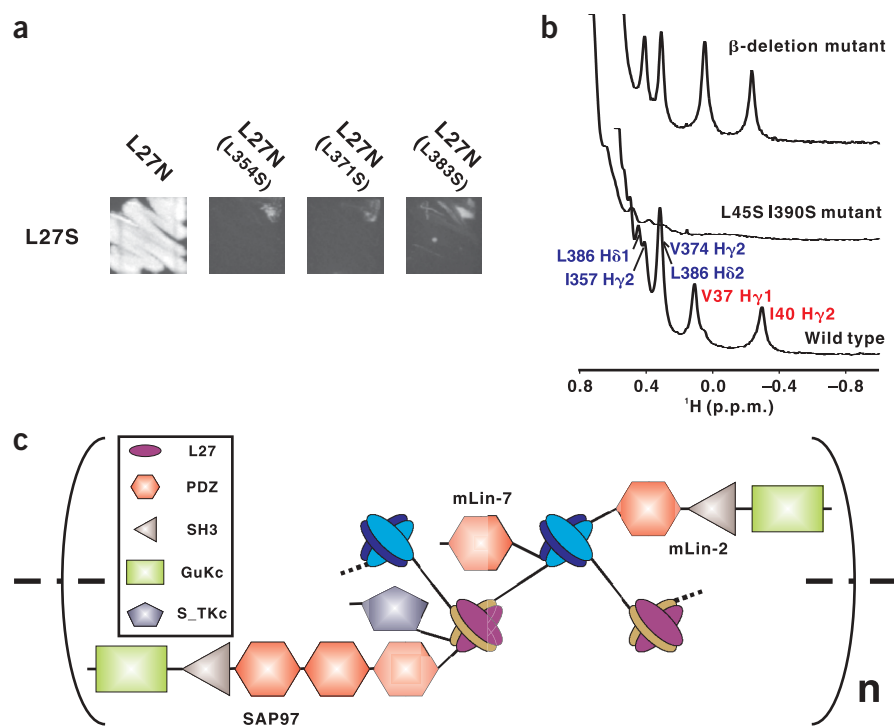 a
L27N
L27N
(L354S)
L27N
(L371S)
L27N
(L383S)
L27S
b
β-deletion mutant
L45S I390S mutant
L386 Hδ1
V374 Hγ2
I357 Hγ2
L386 Hδ2
V37 Hγ1
I40 Hγ2
Wild type
0.8 0.4 0.0 –0.4 –0.8
¹H (p.p.m.)
c
L27
PDZ
SH3
GuKc
S_TKc
mLin-7
mLin-2
SAP97
n